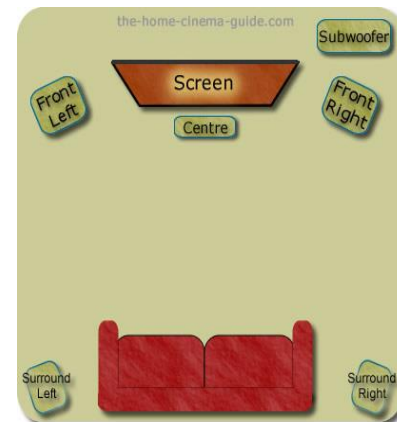 the-home-cinema-guide.com
Subwoofer
Screen
Front
Left
Front
Right
Centre
Surround
Left
Surround
Right